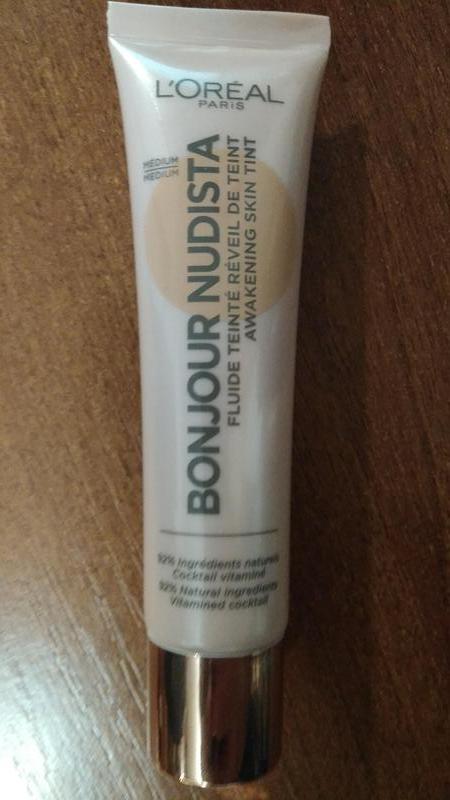 L'ORÉAL
PARIS
MEDIUM
MEDIUM
BONJOUR NUDISTA
FLUIDE TEINTÉ RÉVEIL DE TEINT
AWAKENING SKIN TINT
92% Ingrédients naturels
Cocktail vitaminé
92% Natural ingredients
Vitamined cocktail